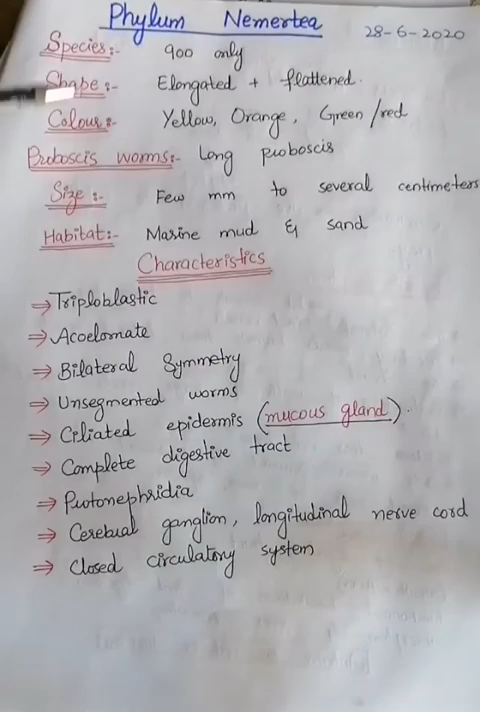 Phylum Nemertea
28-6-2020
Species:- 900 only
Shape:- Elongated + flattened.
Colour:- Yellow, Orange, Green/red
Proboscis worms:- Long proboscis
Size:- Few mm to several centimeters
Habitat:- Marine mud & sand
Characteristics
⇒ Triploblastic
⇒ Acoelomate
⇒ Bilateral Symmetry
⇒ Unsegmented worms
⇒ Ciliated epidermis (mucous gland).
⇒ Complete digestive tract
⇒ Protonephridia
⇒ Cerebral ganglion, longitudinal nerve cord
⇒ Closed circulatory system